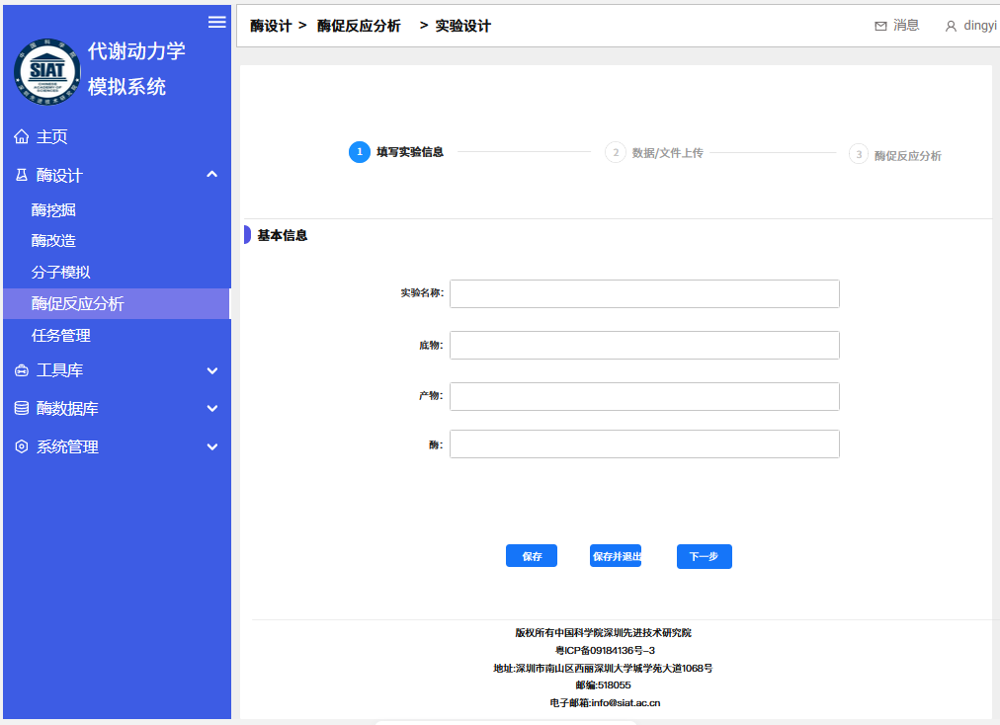 酶设计 > 酶促反应分析 > 实验设计
消息
dingyi
SIAT
CHINESE ACADEMY OF SCIENCES
代谢动力学
模拟系统
主页
酶设计
酶挖掘
酶改造
分子模拟
酶促反应分析
任务管理
工具库
酶数据库
系统管理
1 填写实验信息
2 数据/文件上传
3 酶促反应分析
基本信息
实验名称:
底物:
产物:
酶:
保存
保存并退出
下一步
版权所有中国科学院深圳先进技术研究院
粤ICP备09184136号-3
地址:深圳市南山区西丽深圳大学城学苑大道1068号
邮编:518055
电子邮箱:info@siat.ac.cn